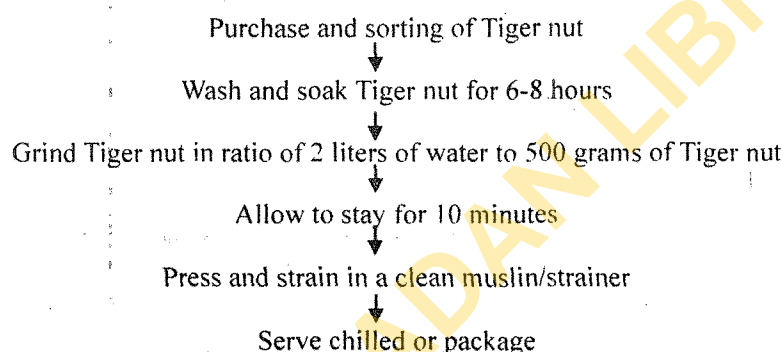 Purchase and sorting of Tiger nut
Wash and soak Tiger nut for 6-8 hours
Grind Tiger nut in ratio of 2 liters of water to 500 grams of Tiger nut
Allow to stay for 10 minutes
Press and strain in a clean muslin/strainer
Serve chilled or package
ADAN LIB